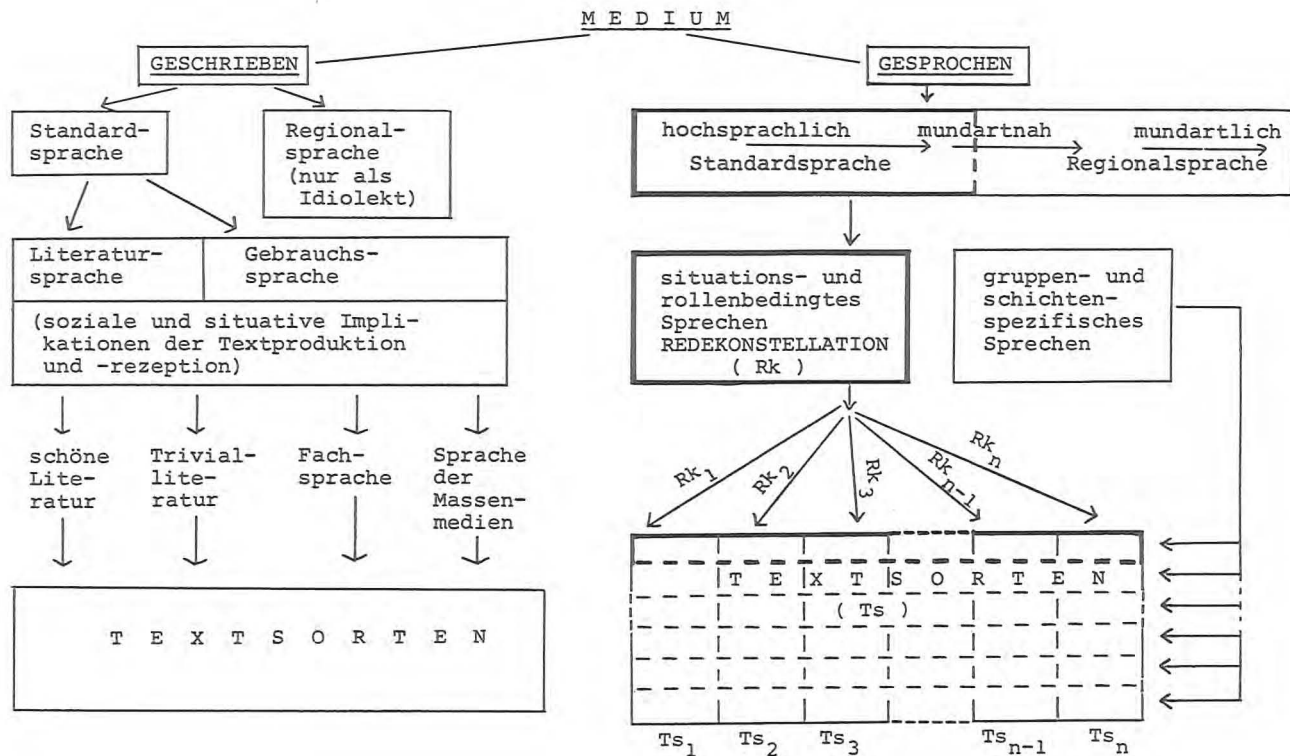 M E D I U M
GESCHRIEBEN
GESPROCHEN
Standard-
sprache
Regional-
sprache
(nur als
Idiolekt)
hochsprachlich mundartnah mundartlich
Standardsprache Regionalsprache
Literatur-
sprache
Gebrauchs-
sprache
(soziale und situative Impli-
kationen der Textproduktion
und -rezeption)
situations- und
rollenbedingtes
Sprechen
REDEKONSTELLATION
( Rk )
gruppen- und
schichten-
spezifisches
Sprechen
schöne
Lite-
ratur
Trivial-
lite-
ratur
Fach-
sprache
Sprache
der
Massen-
medien
Rk1 Rk2 Rk3 Rkn-1 Rkn
T E X T S O R T E N
T E X T S O R T E N
( Ts )
Ts1 Ts2 Ts3 Tsn-1 Tsn